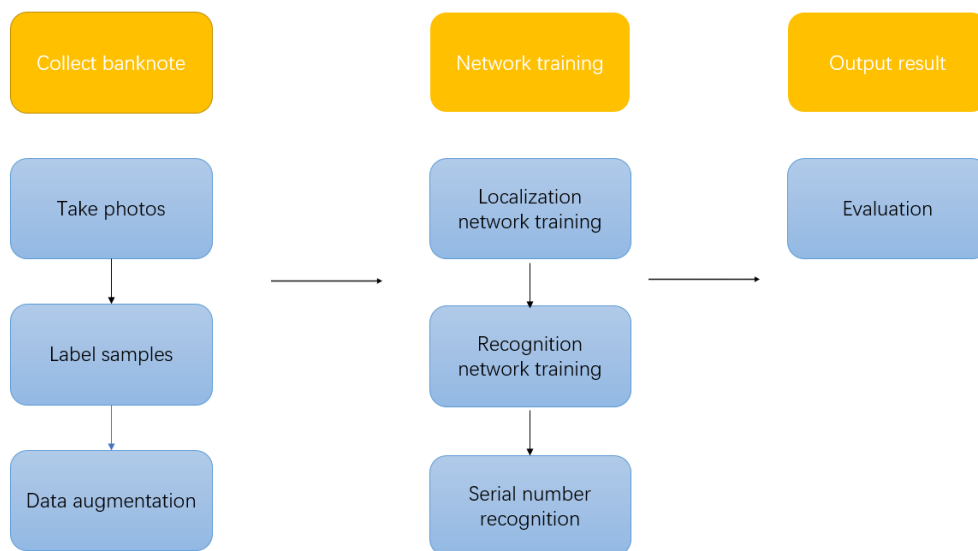 Collect banknote
Network training
Output result
Take photos
Label samples
Data augmentation
Localization
network training
Recognition
network training
Serial number
recognition
Evaluation